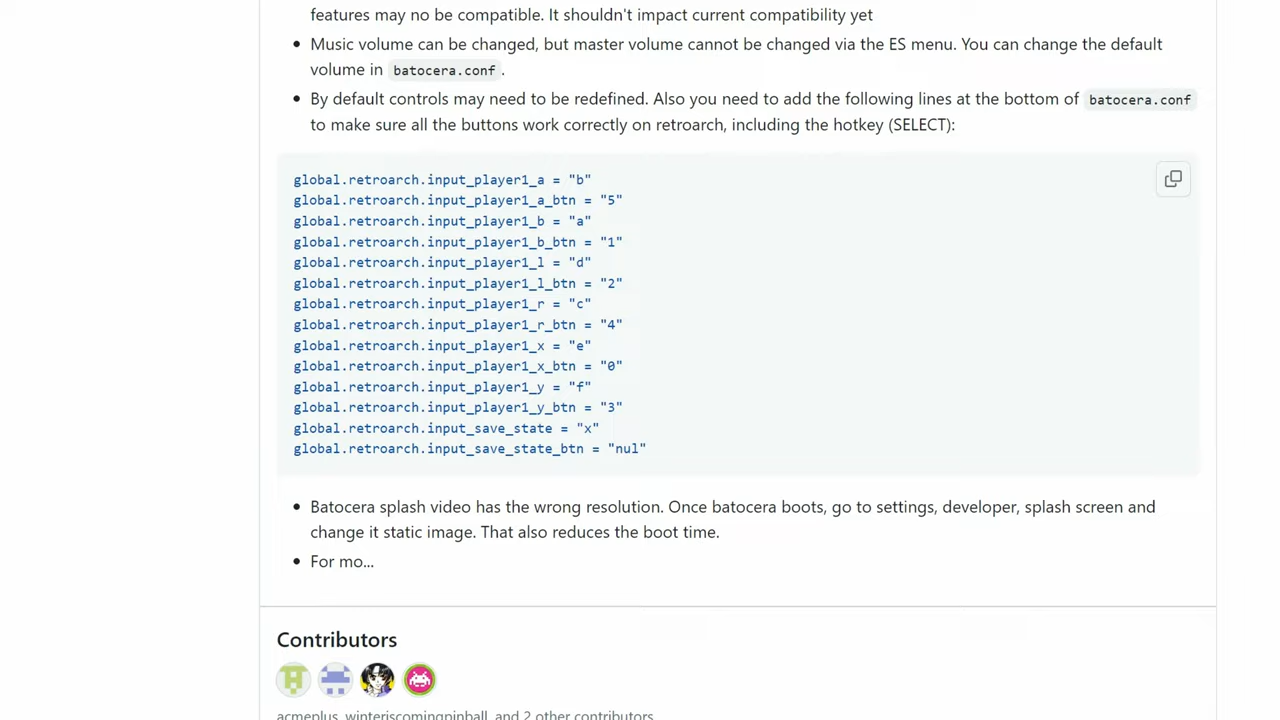 features may no be compatible. It shouldn't impact current compatibility yet
Music volume can be changed, but master volume cannot be changed via the ES menu. You can change the default
volume in batocera.conf.
By default controls may need to be redefined. Also you need to add the following lines at the bottom of batocera.conf
to make sure all the buttons work correctly on retroarch, including the hotkey (SELECT):
global.retroarch.input_player1_a = "b"
global.retroarch.input_player1_a_btn = "5"
global.retroarch.input_player1_b = "a"
global.retroarch.input_player1_b_btn = "1"
global.retroarch.input_player1_l = "d"
global.retroarch.input_player1_l_btn = "2"
global.retroarch.input_player1_r = "c"
global.retroarch.input_player1_r_btn = "4"
global.retroarch.input_player1_x = "e"
global.retroarch.input_player1_x_btn = "0"
global.retroarch.input_player1_y = "f"
global.retroarch.input_player1_y_btn = "3"
global.retroarch.input_save_state = "x"
global.retroarch.input_save_state_btn = "nul"
Batocera splash video has the wrong resolution. Once batocera boots, go to settings, developer, splash screen and
change it static image. That also reduces the boot time.
For mo...
Contributors
acmeplus, winteriscomingpinball, and 2 other contributors